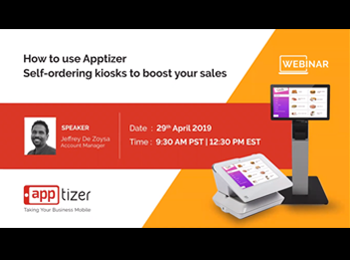 How to use Apptizer
Self-ordering kiosks to boost your sales
WEBINAR
SPEAKER
Jeffrey De Zoysa
Account Manager
Date : 29th April 2019
Time : 9:30 AM PST | 12:30 PM EST
apptizer
Taking Your Business Mobile